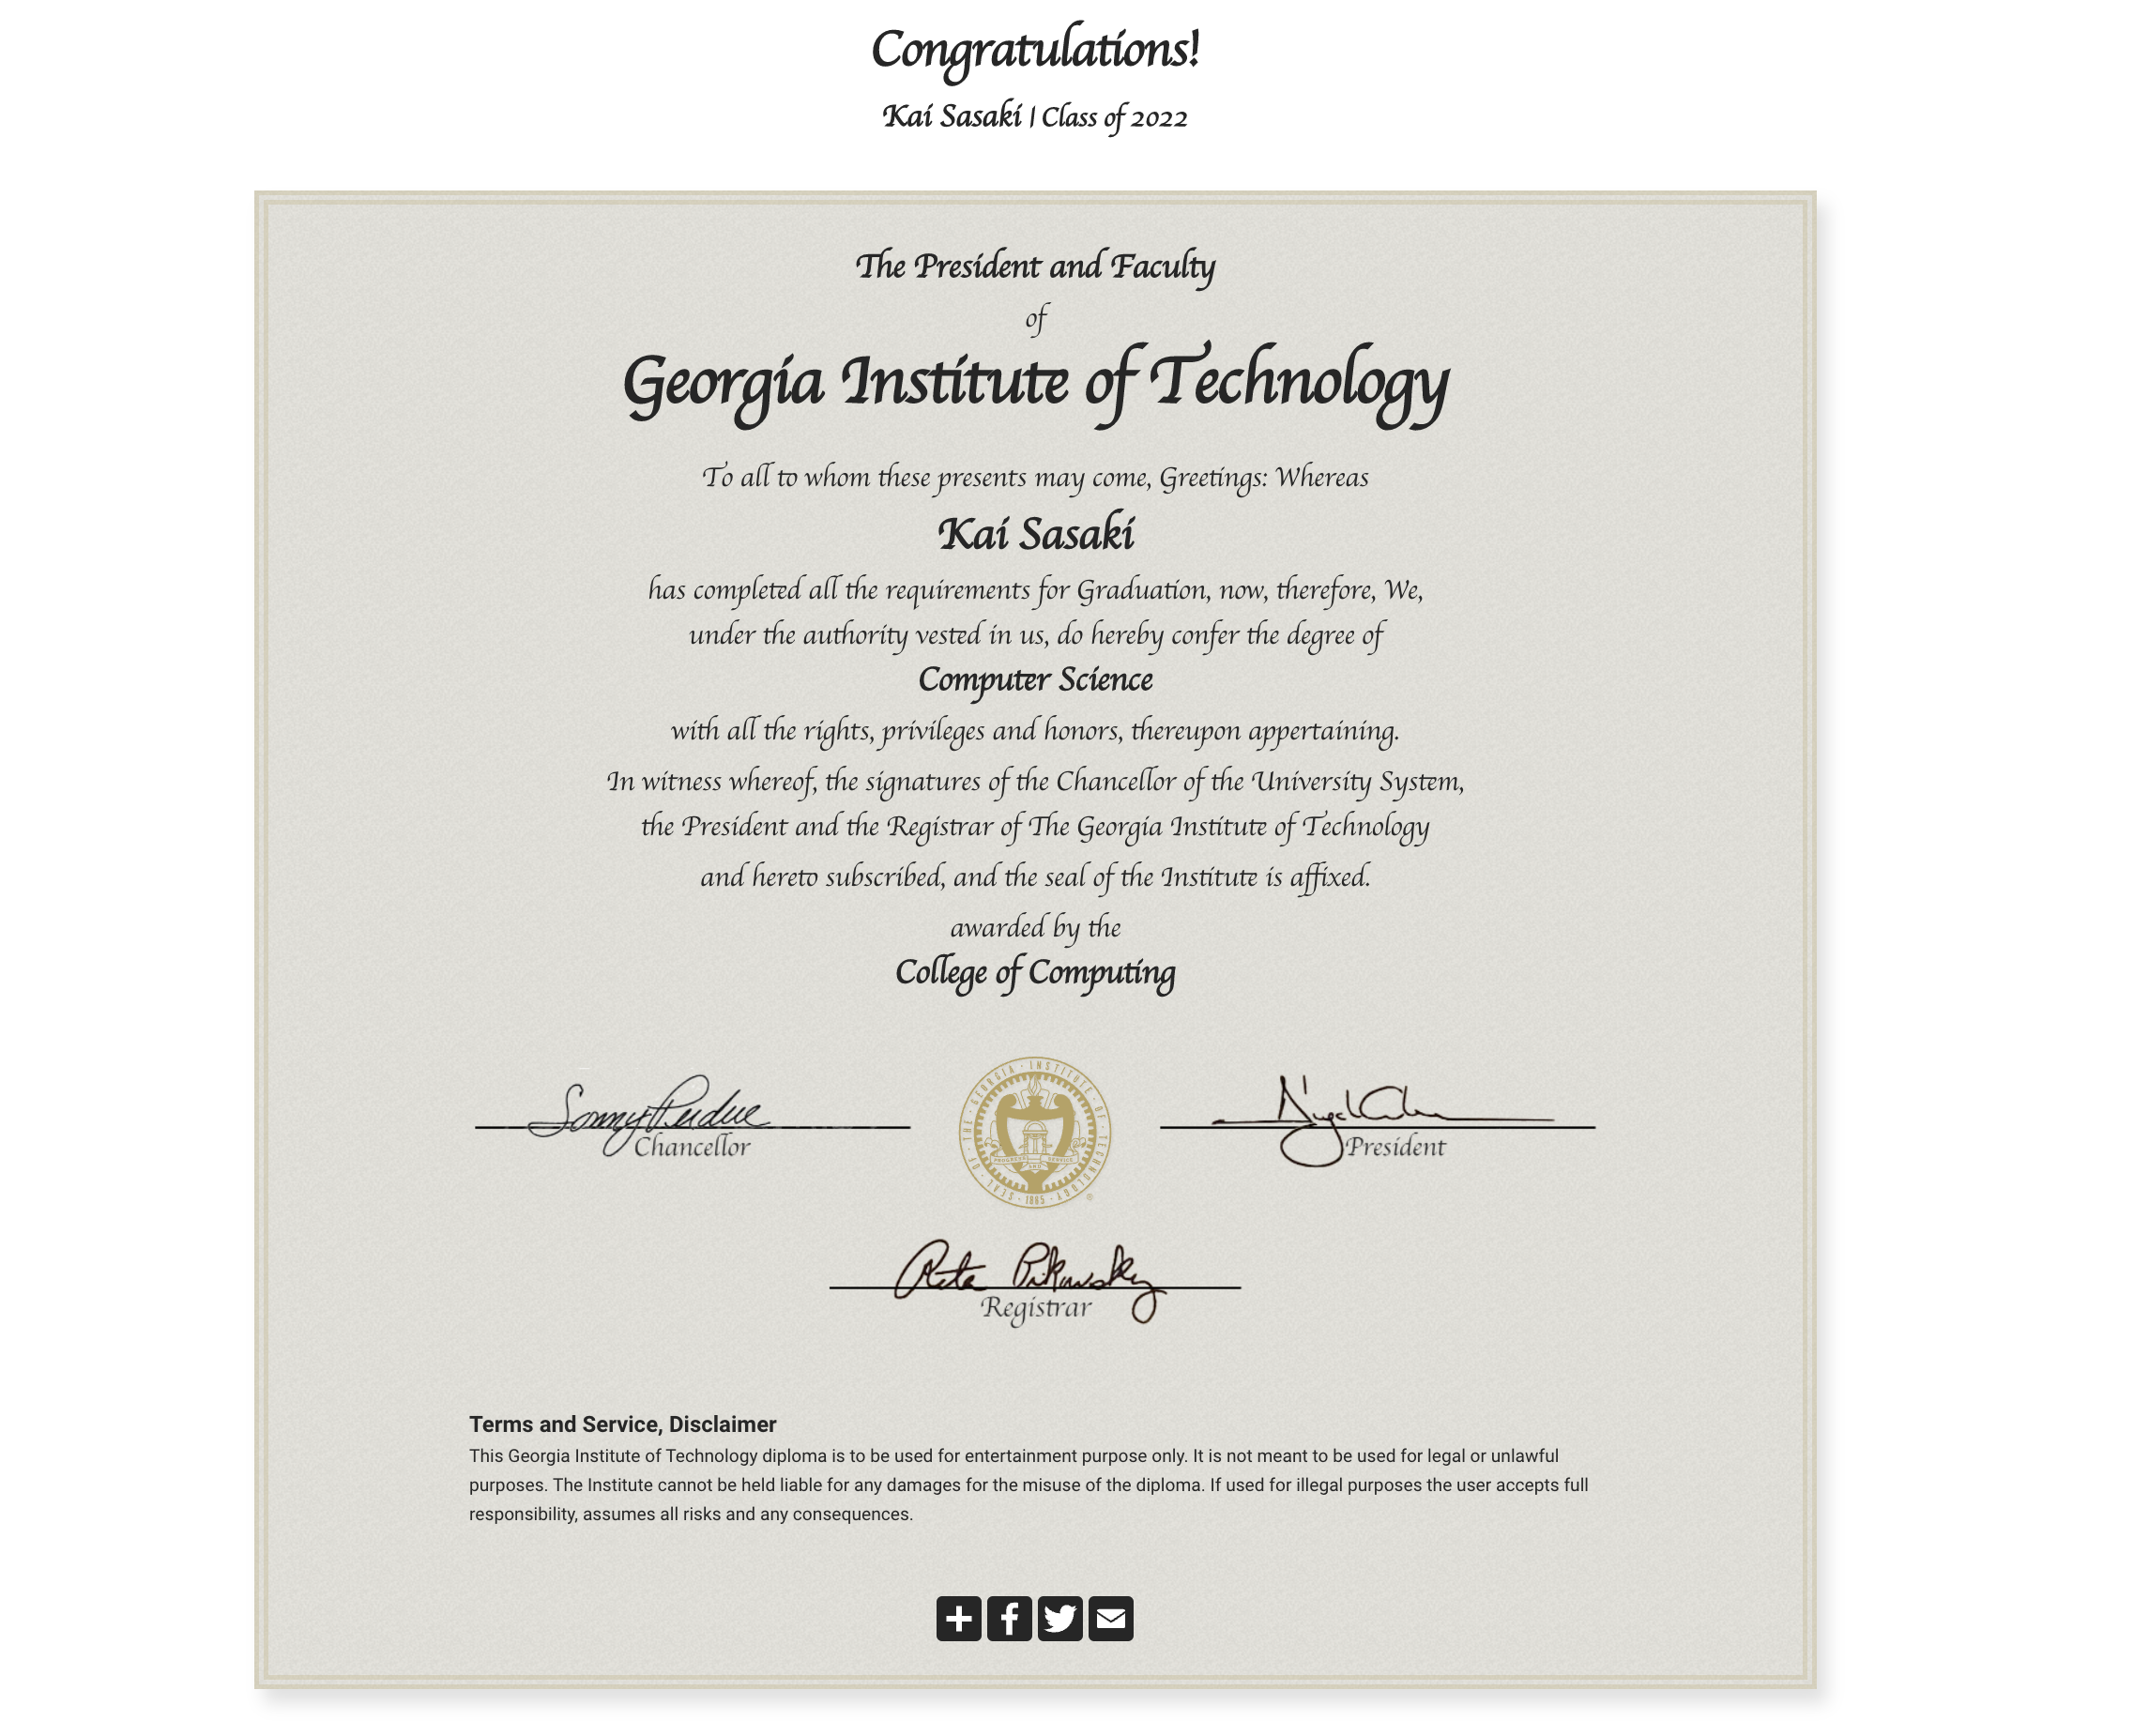 Congratulations!
Kai Sasaki | Class of 2022
The President and Faculty
of
Georgia Institute of Technology
To all to whom these presents may come, Greetings: Whereas
Kai Sasaki
has completed all the requirements for Graduation, now, therefore, We,
under the authority vested in us, do hereby confer the degree of
Computer Science
with all the rights, privileges and honors, thereupon appertaining.
In witness whereof, the signatures of the Chancellor of the University System,
the President and the Registrar of The Georgia Institute of Technology
and hereto subscribed, and the seal of the Institute is affixed.
awarded by the
College of Computing
Sonny Perdue
Chancellor
SEAL · OF · THE · GEORGIA · INSTITUTE · OF · TECHNOLOGY · 1885
PROGRESS AND SERVICE
®
President
Rita Pikowsky
Registrar
Terms and Service, Disclaimer
This Georgia Institute of Technology diploma is to be used for entertainment purpose only. It is not meant to be used for legal or unlawful
purposes. The Institute cannot be held liable for any damages for the misuse of the diploma. If used for illegal purposes the user accepts full
responsibility, assumes all risks and any consequences.